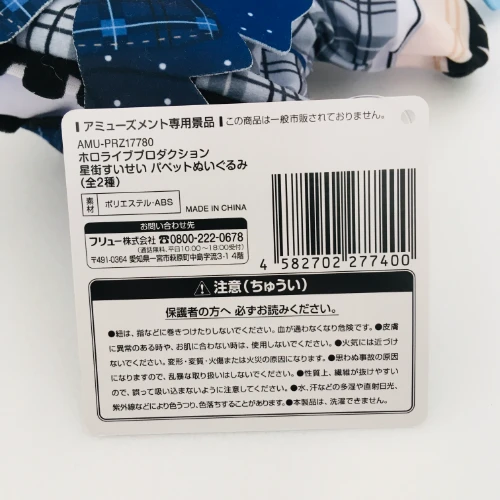 アミューズメント専用景品 この商品は一般市販されておりません。
AMU-PRZ17780
ホロライブプロダクション
星街すいせい パペットぬいぐるみ
(全2種)
素材 ポリエステル・ABS MADE IN CHINA
お問い合わせ先
フリュー株式会社 ☎0800-222-0678
(通話無料、平日10:00~18:00受付)
〒491-0364 愛知県一宮市萩原町中島字流3-1 4階
4 582702 277400
⚠注意(ちゅうい)
保護者の方へ 必ずお読みください。
●紐は、指などに巻きつけたりしないでください。血が通わなくなり危険です。●皮膚
に異常のある時や、お肌に合わない時は、使用しないでください。●火気には近づけ
ないでください。変形・変質・火傷または火災の原因になります。●思わぬ事故の原因
になりますので、乱暴な取り扱いはしないでください。●性質上、繊維が抜けやすい
ので、誤って吸い込まないように注意してください。●水、汗などの多湿や直射日光、
紫外線などにより色うつり、色落ちすることがあります。●本製品は、洗濯できません。